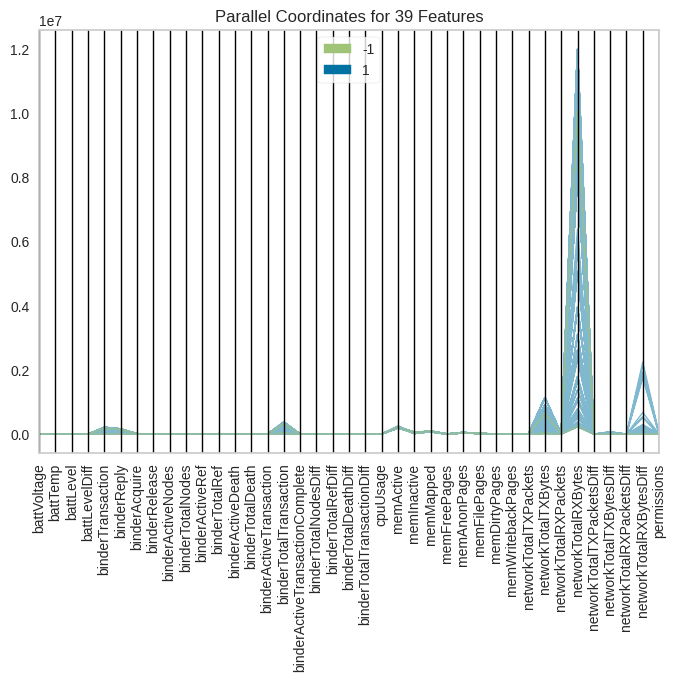 Parallel Coordinates for 39 Features
1e7
-1
1
1.2
1.0
0.8
0.6
0.4
0.2
0.0
battVoltage
battTemp
battLevel
battLevelDiff
binderTransaction
binderReply
binderAcquire
binderRelease
binderActiveNodes
binderTotalNodes
binderActiveRef
binderTotalRef
binderActiveDeath
binderTotalDeath
binderActiveTransaction
binderTotalTransaction
binderActiveTransactionComplete
binderTotalNodesDiff
binderTotalRefDiff
binderTotalDeathDiff
binderTotalTransactionDiff
cpuUsage
memActive
memInactive
memMapped
memFreePages
memAnonPages
memFilePages
memDirtyPages
memWritebackPages
networkTotalTXPackets
networkTotalTXBytes
networkTotalRXPackets
networkTotalRXBytes
networkTotalTXPacketsDiff
networkTotalTXBytesDiff
networkTotalRXPacketsDiff
networkTotalRXBytesDiff
permissions